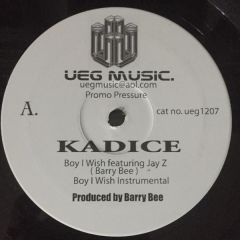 UEG MUSIC.
uegmusic@aol.com
Promo Pressure
A.
cat no. ueg1207
KADICE
Boy I Wish featuring Jay Z
( Barry Bee )
Boy I Wish Instrumental
Produced by Barry Bee